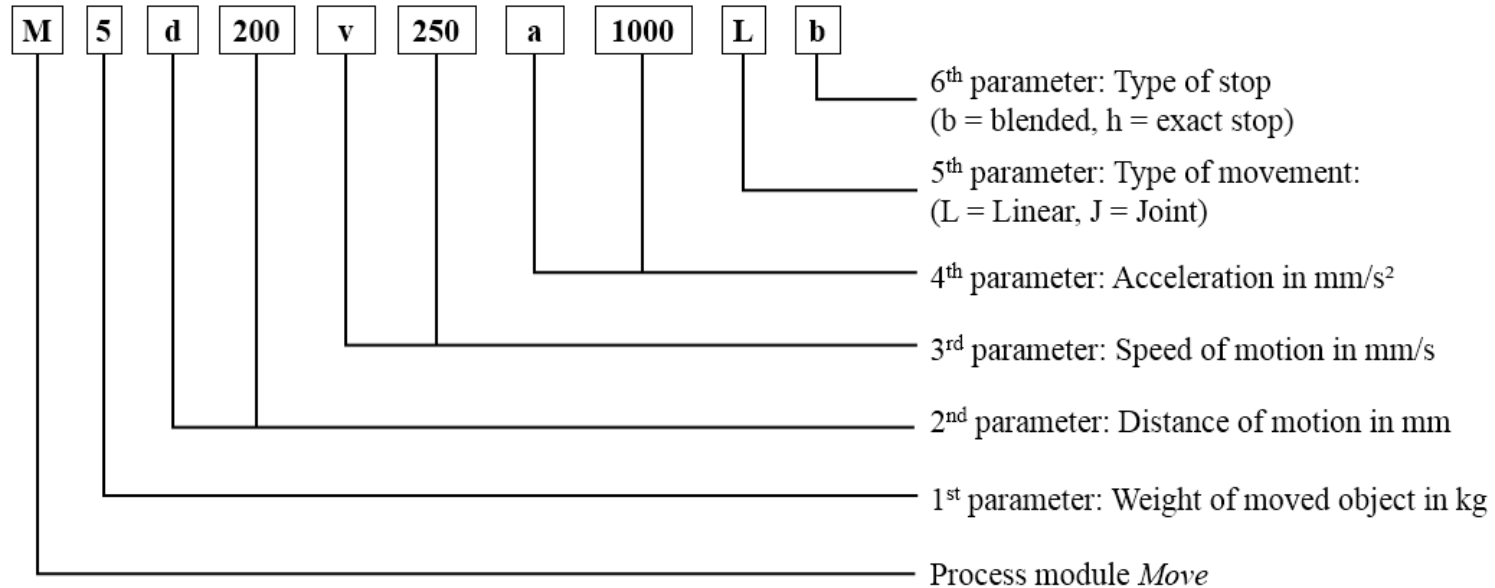 M 5 d 200 v 250 a 1000 L b
6th parameter: Type of stop
(b = blended, h = exact stop)
5th parameter: Type of movement:
(L = Linear, J = Joint)
4th parameter: Acceleration in mm/s²
3rd parameter: Speed of motion in mm/s
2nd parameter: Distance of motion in mm
1st parameter: Weight of moved object in kg
Process module Move